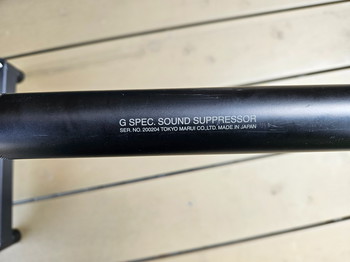 G SPEC. SOUND SUPPRESSOR
SER. NO. 200204 TOKYO MARUI CO.,LTD. MADE IN JAPAN